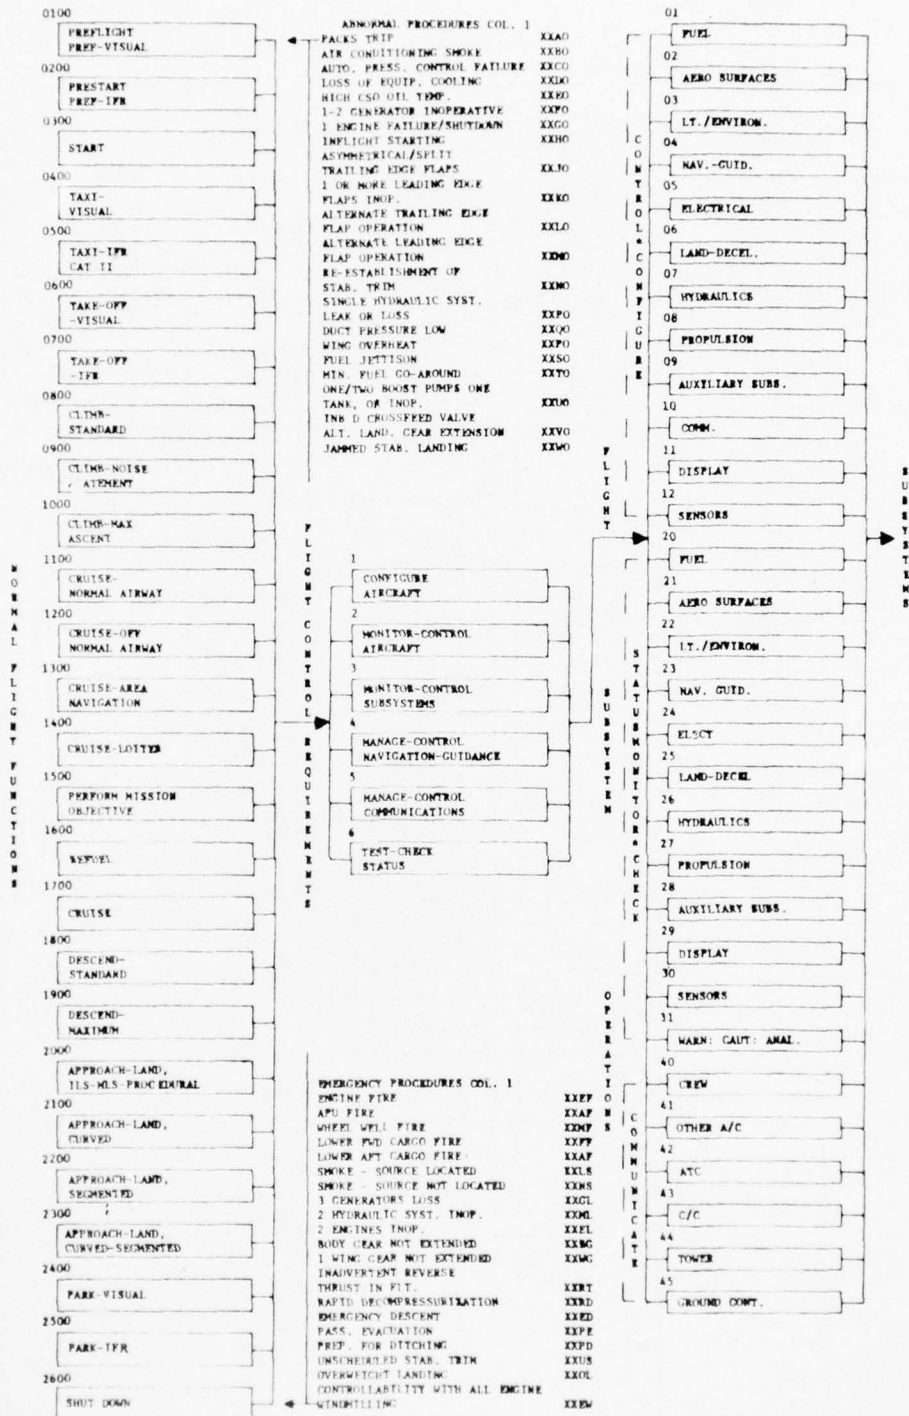 0100
PREFLIGHT
PREF-VISUAL
0200
PRESTART
PREF-IFR
0300
START
0400
TAXI-
VISUAL
0500
TAXI-IFR
CAT II
0600
TAKE-OFF
-VISUAL
0700
TAKE-OFF
-IFR
0800
CLIMB-
STANDARD
0900
CLIMB-NOISE
ATEMENT
1000
CLIMB-MAX
ASCENT
1100
CRUISE-
NORMAL AIRWAY
1200
CRUISE-OFF
NORMAL AIRWAY
1300
CRUISE-AREA
NAVIGATION
1400
CRUISE-LOITER
1500
PERFORM MISSION
OBJECTIVE
1600
REFUEL
1700
CRUISE
1800
DESCEND-
STANDARD
1900
DESCEND-
MAXIMUM
2000
APPROACH-LAND,
ILS-MLS-PROCEDURAL
2100
APPROACH-LAND,
CURVED
2200
APPROACH-LAND,
SEGMENTED
2300
APPROACH-LAND,
CURVED-SEGMENTED
2400
PARK-VISUAL
2500
PARK-IFR
2600
SHUT DOWN
NORMAL FLIGHT FUNCTIONS
ABNORMAL PROCEDURES COL. 1
PACKS TRIP XXAO
AIR CONDITIONING SMOKE XXBO
AUTO. PRESS. CONTROL FAILURE XXCO
LOSS OF EQUIP. COOLING XXDO
HIGH CSD OIL TEMP. XXEO
1-2 GENERATOR INOPERATIVE XXFO
1 ENGINE FAILURE/SHUTDOWN XXGO
INFLIGHT STARTING XXHO
ASYMMETRICAL/SPLIT
TRAILING EDGE FLAPS XXJO
1 OR MORE LEADING EDGE
FLAPS INOP. XXKO
ALTERNATE TRAILING EDGE
FLAP OPERATION XXLO
ALTERNATE LEADING EDGE
FLAP OPERATION XXMO
RE-ESTABLISHMENT OF
STAB. TRIM XXNO
SINGLE HYDRAULIC SYST.
LEAK OR LOSS XXPO
DUCT PRESSURE LOW XXQO
WING OVERHEAT XXPO
FUEL JETTISON XXSO
MIN. FUEL GO-AROUND XXTO
ONE/TWO BOOST PUMPS ONE
TANK, OR INOP. XXUO
INB D CROSSFEED VALVE
ALT. LAND. GEAR EXTENSION XXVO
JAMMED STAB. LANDING XXWO
FLIGHT CONTROL REQUIREMENTS
1
CONFIGURE
AIRCRAFT
2
MONITOR-CONTROL
AIRCRAFT
3
MONITOR-CONTROL
SUBSYSTEMS
4
MANAGE-CONTROL
NAVIGATION-GUIDANCE
5
MANAGE-CONTROL
COMMUNICATIONS
6
TEST-CHECK
STATUS
EMERGENCY PROCEDURES COL. 1
ENGINE FIRE XXEF
APU FIRE XXAF
WHEEL WELL FIRE XXWF
LOWER FWD CARGO FIRE XXFF
LOWER AFT CARGO FIRE XXAF
SMOKE - SOURCE LOCATED XXLS
SMOKE - SOURCE NOT LOCATED XXNS
3 GENERATORS LOSS XXGL
2 HYDRAULIC SYST. INOP. XXHL
2 ENGINES INOP. XXEL
BODY GEAR NOT EXTENDED XXBG
1 WING GEAR NOT EXTENDED XXWG
INADVERTENT REVERSE
THRUST IN FLT. XXRT
RAPID DECOMPRESSURIZATION XXRD
EMERGENCY DESCENT XXED
PASS. EVACUATION XXPE
PREP. FOR DITCHING XXPD
UNSCHEDULED STAB. TRIM XXUS
OVERWEIGHT LANDING XXOL
CONTROLLABILITY WITH ALL ENGINE
WINDMILLING XXEW
FLIGHT SUBSYSTEM OPERATIONS
CONTROL*CONFIGURE
01
FUEL
02
AERO SURFACES
03
LT./ENVIRON.
04
NAV.-GUID.
05
ELECTRICAL
06
LAND-DECEL.
07
HYDRAULICS
08
PROPULSION
09
AUXILIARY SUBS.
10
COMM.
11
DISPLAY
12
SENSORS
STATUS MONITOR*CHECK
20
FUEL
21
AERO SURFACES
22
LT./ENVIRON.
23
NAV. GUID.
24
ELECT
25
LAND-DECEL
26
HYDRAULICS
27
PROPULSION
28
AUXILIARY SUBS.
29
DISPLAY
30
SENSORS
31
WARN: CAUT: ANAL.
COMMUNICATE
40
CREW
41
OTHER A/C
42
ATC
43
C/C
44
TOWER
45
GROUND CONT.
SUBSYSTEMS